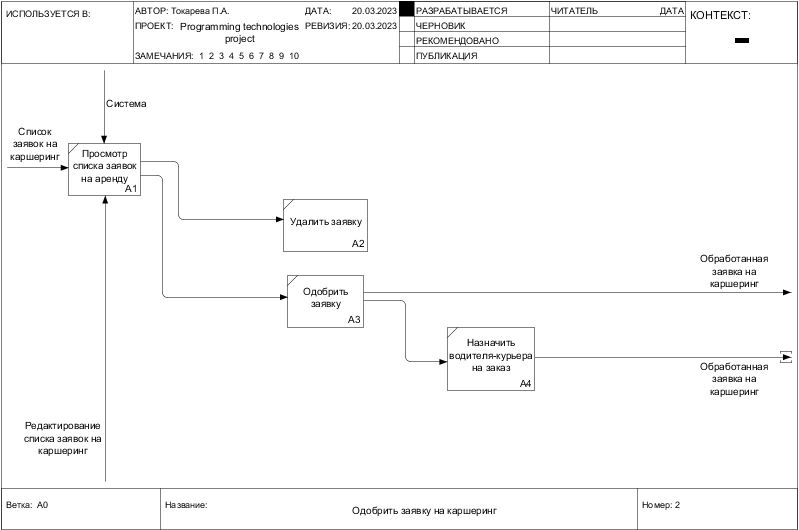 ИСПОЛЬЗУЕТСЯ В:
АВТОР: Токарева П.А.
ДАТА: 20.03.2023
ПРОЕКТ: Programming technologies
project
РЕВИЗИЯ: 20.03.2023
ЗАМЕЧАНИЯ: 1 2 3 4 5 6 7 8 9 10
РАЗРАБАТЫВАЕТСЯ
ЧЕРНОВИК
РЕКОМЕНДОВАНО
ПУБЛИКАЦИЯ
ЧИТАТЕЛЬ
ДАТА
КОНТЕКСТ:
Система
Список
заявок на
каршеринг
Просмотр
списка заявок
на аренду
A1
Удалить заявку
A2
Одобрить
заявку
A3
Обработанная
заявка на
каршеринг
Назначить
водителя-курьера
на заказ
A4
Обработанная
заявка на
каршеринг
Редактирование
списка заявок на
каршеринг
Ветка: A0
Название:
Одобрить заявку на каршеринг
Номер: 2